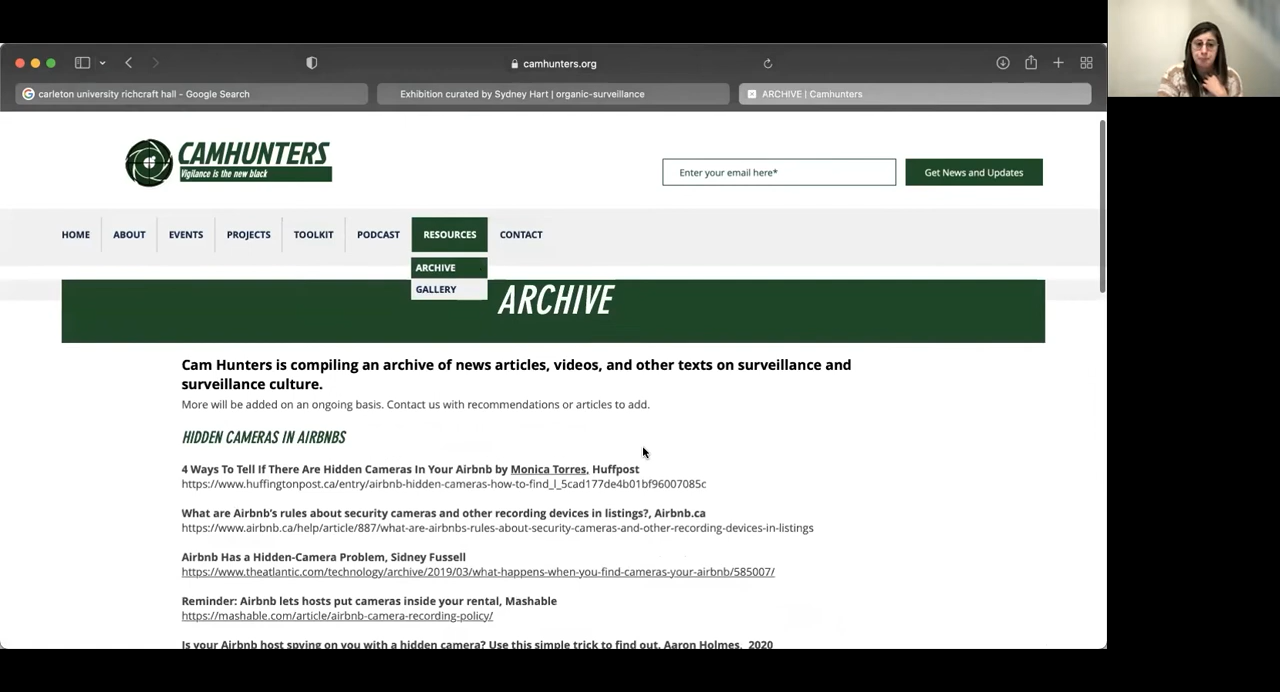 camhunters.org
carleton university richcraft hall - Google Search
Exhibition curated by Sydney Hart | organic-surveillance
ARCHIVE | Camhunters
CAMHUNTERS
Vigilance is the new black
Enter your email here*
Get News and Updates
HOME
ABOUT
EVENTS
PROJECTS
TOOLKIT
PODCAST
RESOURCES
CONTACT
ARCHIVE
GALLERY
ARCHIVE
Cam Hunters is compiling an archive of news articles, videos, and other texts on surveillance and
surveillance culture.
More will be added on an ongoing basis. Contact us with recommendations or articles to add.
HIDDEN CAMERAS IN AIRBNBS
4 Ways To Tell If There Are Hidden Cameras In Your Airbnb by Monica Torres, Huffpost
https://www.huffingtonpost.ca/entry/airbnb-hidden-cameras-how-to-find_l_5cad177de4b01bf96007085c
What are Airbnb's rules about security cameras and other recording devices in listings?, Airbnb.ca
https://www.airbnb.ca/help/article/887/what-are-airbnbs-rules-about-security-cameras-and-other-recording-devices-in-listings
Airbnb Has a Hidden-Camera Problem, Sidney Fussell
https://www.theatlantic.com/technology/archive/2019/03/what-happens-when-you-find-cameras-your-airbnb/585007/
Reminder: Airbnb lets hosts put cameras inside your rental, Mashable
https://mashable.com/article/airbnb-camera-recording-policy/
Is your Airbnb host spying on you with a hidden camera? Use this simple trick to find out, Aaron Holmes, 2020